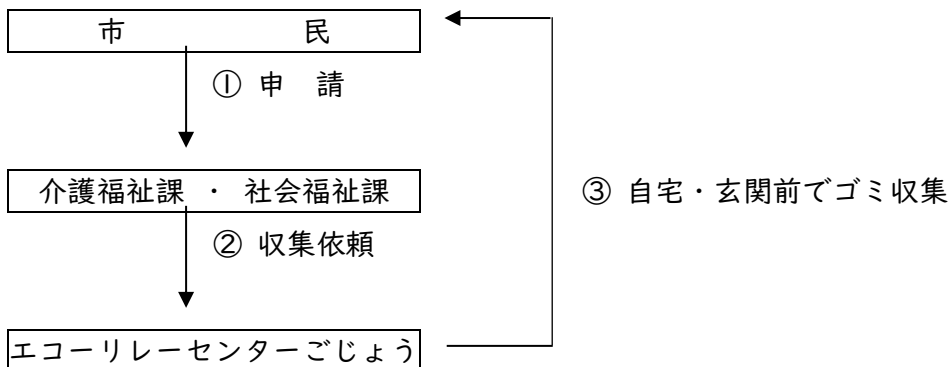 市　　　　民
① 申　請
介護福祉課 ・ 社会福祉課
③ 自宅・玄関前でゴミ収集
② 収集依頼
エコーリレーセンターごじょう